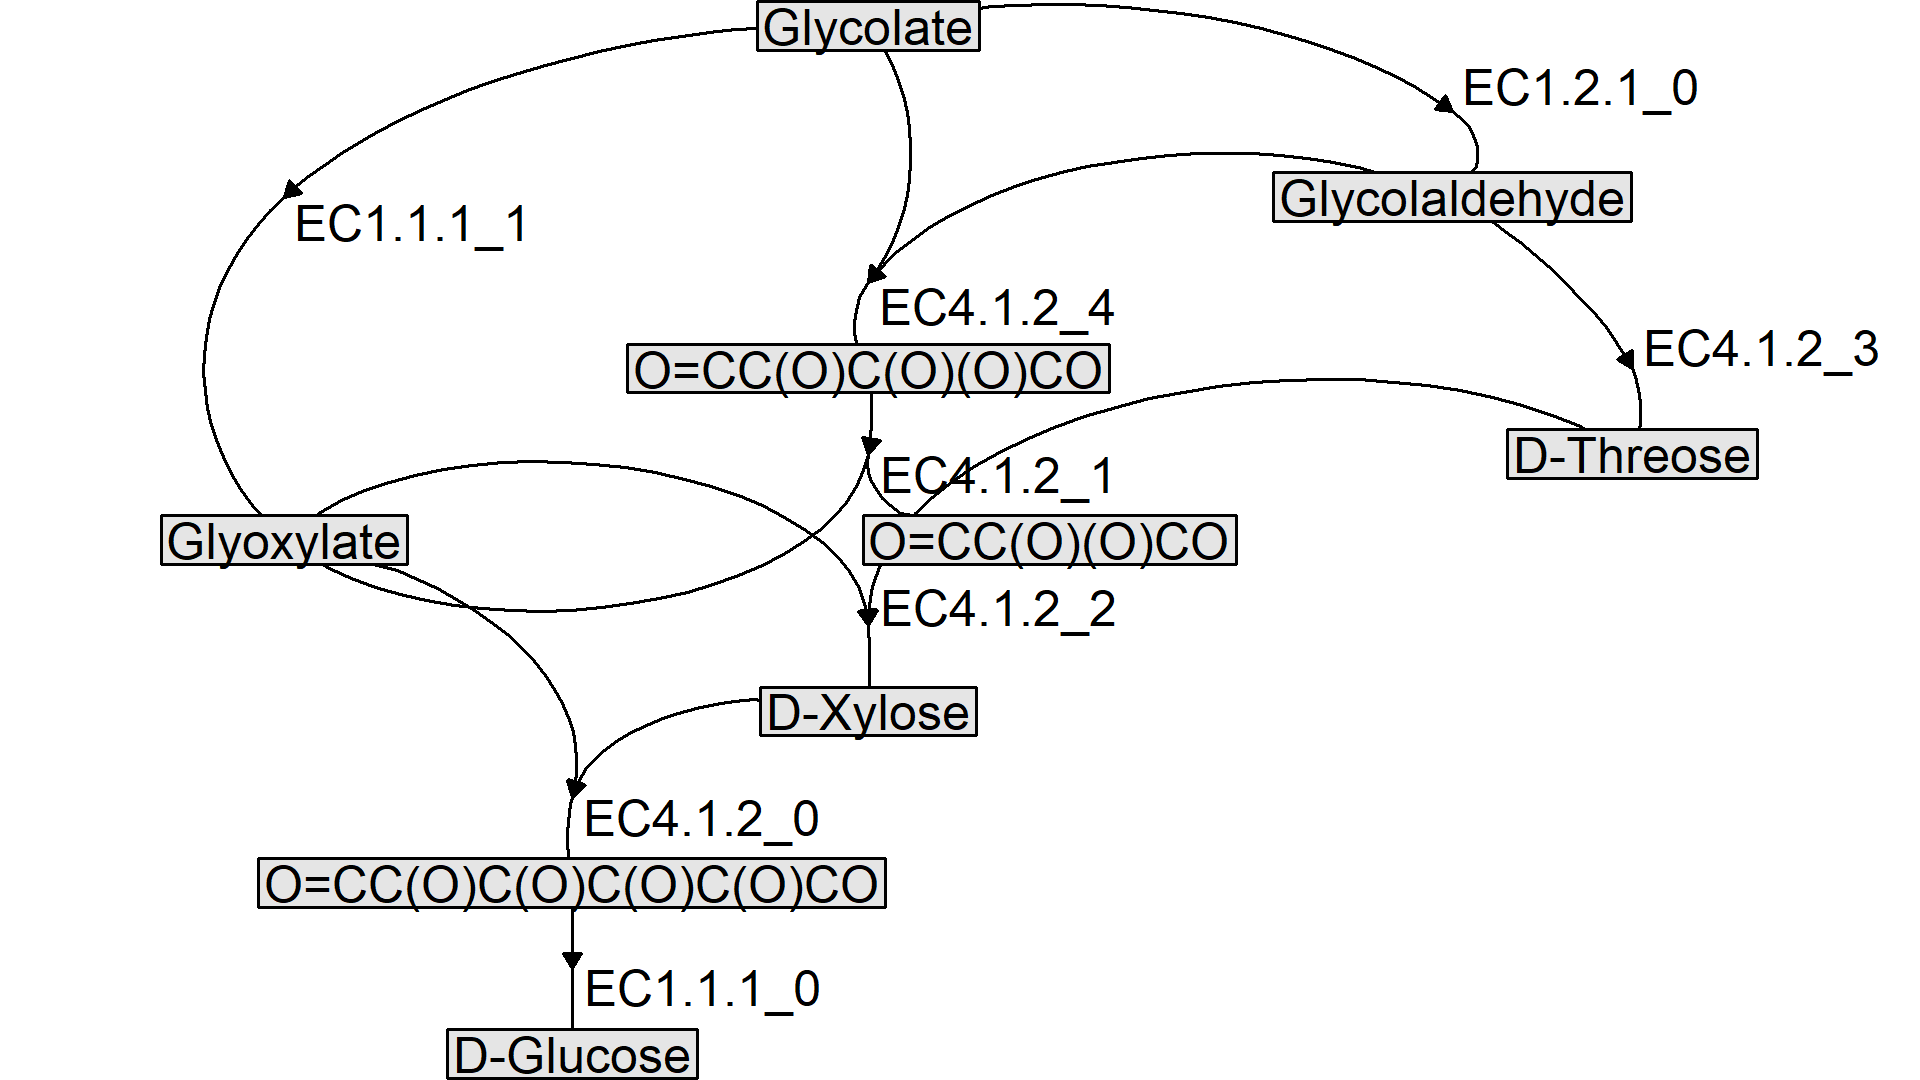 Glycolate
EC1.2.1_0
Glycolaldehyde
EC1.1.1_1
EC4.1.2_4
EC4.1.2_3
O=CC(O)C(O)(O)CO
D-Threose
EC4.1.2_1
Glyoxylate
O=CC(O)(O)CO
EC4.1.2_2
D-Xylose
EC4.1.2_0
O=CC(O)C(O)C(O)C(O)CO
EC1.1.1_0
D-Glucose